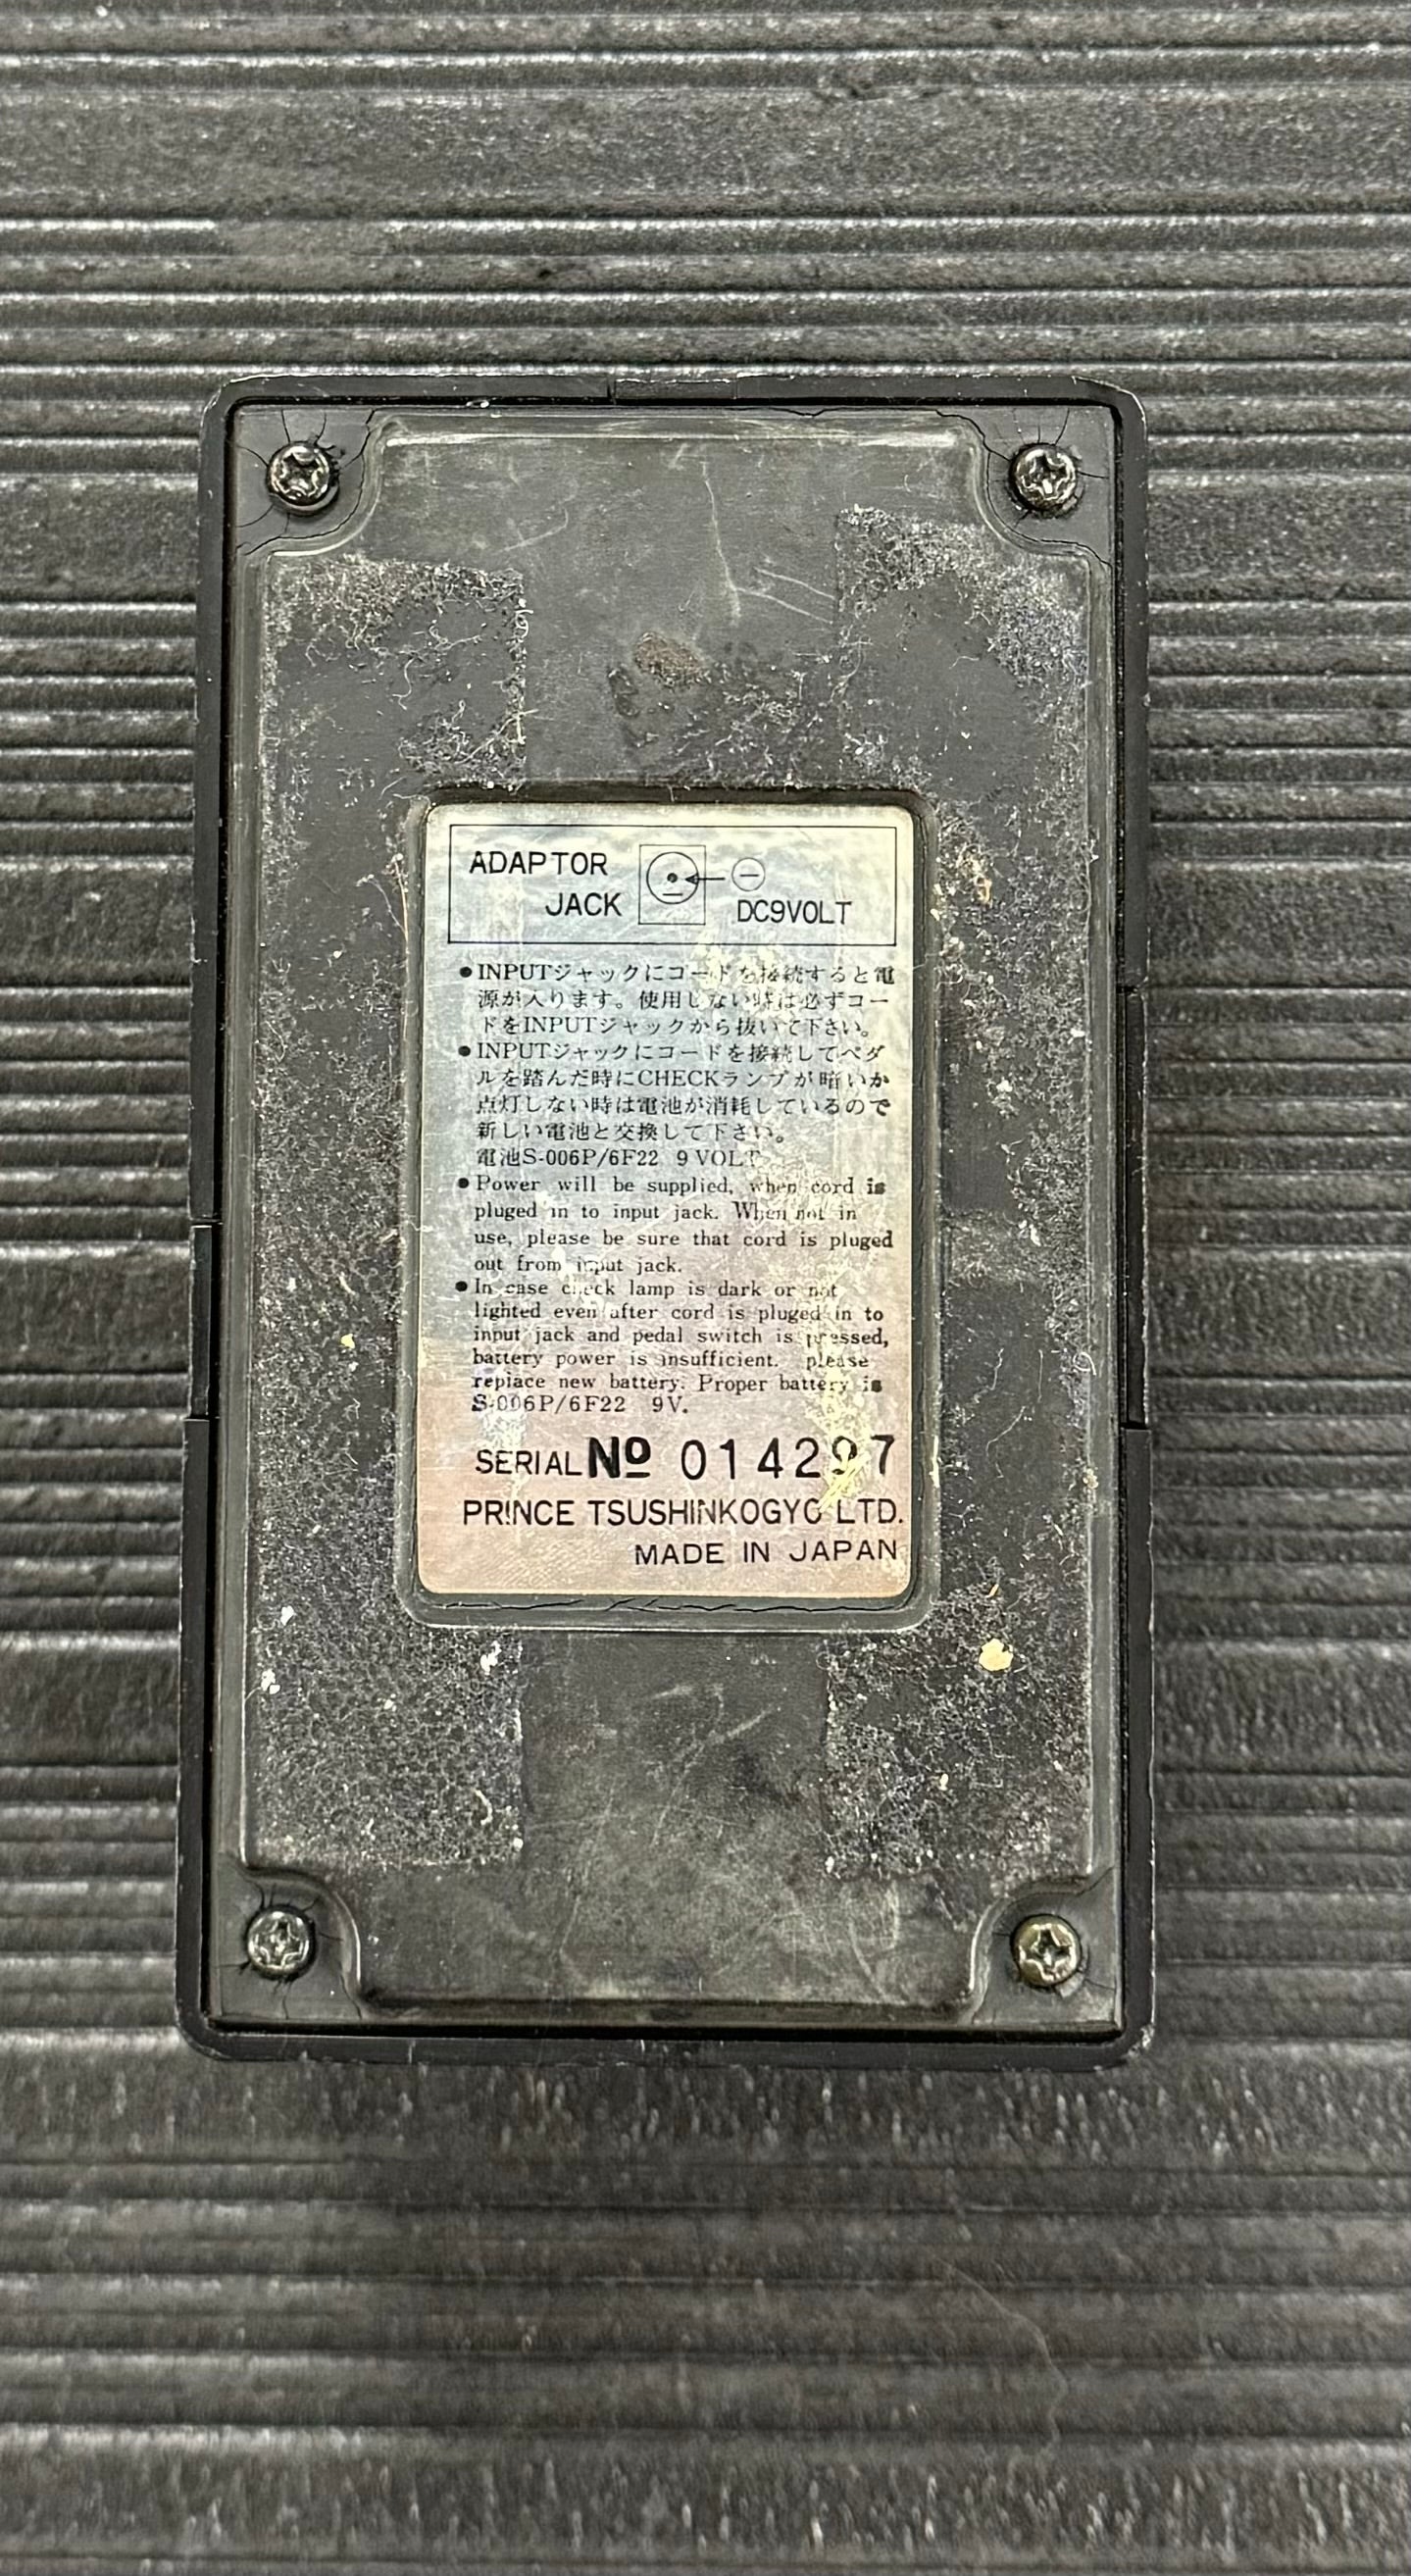 ADAPTOR
JACK
DC9VOLT
●INPUTジャックにコードを接続すると電
源が入ります。使用しない時は必ずコー
ドをINPUTジャックから抜いて下さい。
●INPUTジャックにコードを接続してペダ
ルを踏んだ時にCHECKランプが暗いか
点灯しない時は電池が消耗しているので
新しい電池と交換して下さい。
電池S-006P/6F22 9VOLT
●Power will be supplied, when cord is
pluged in to input jack. When not in
use, please be sure that cord is pluged
out from input jack.
●In case check lamp is dark or not
lighted even after cord is pluged in to
input jack and pedal switch is pressed,
battery power is insufficient. please
replace new battery. Proper battery is
S-006P/6F22 9V.
SERIAL No 014297
PRINCE TSUSHINKOGYO LTD.
MADE IN JAPAN